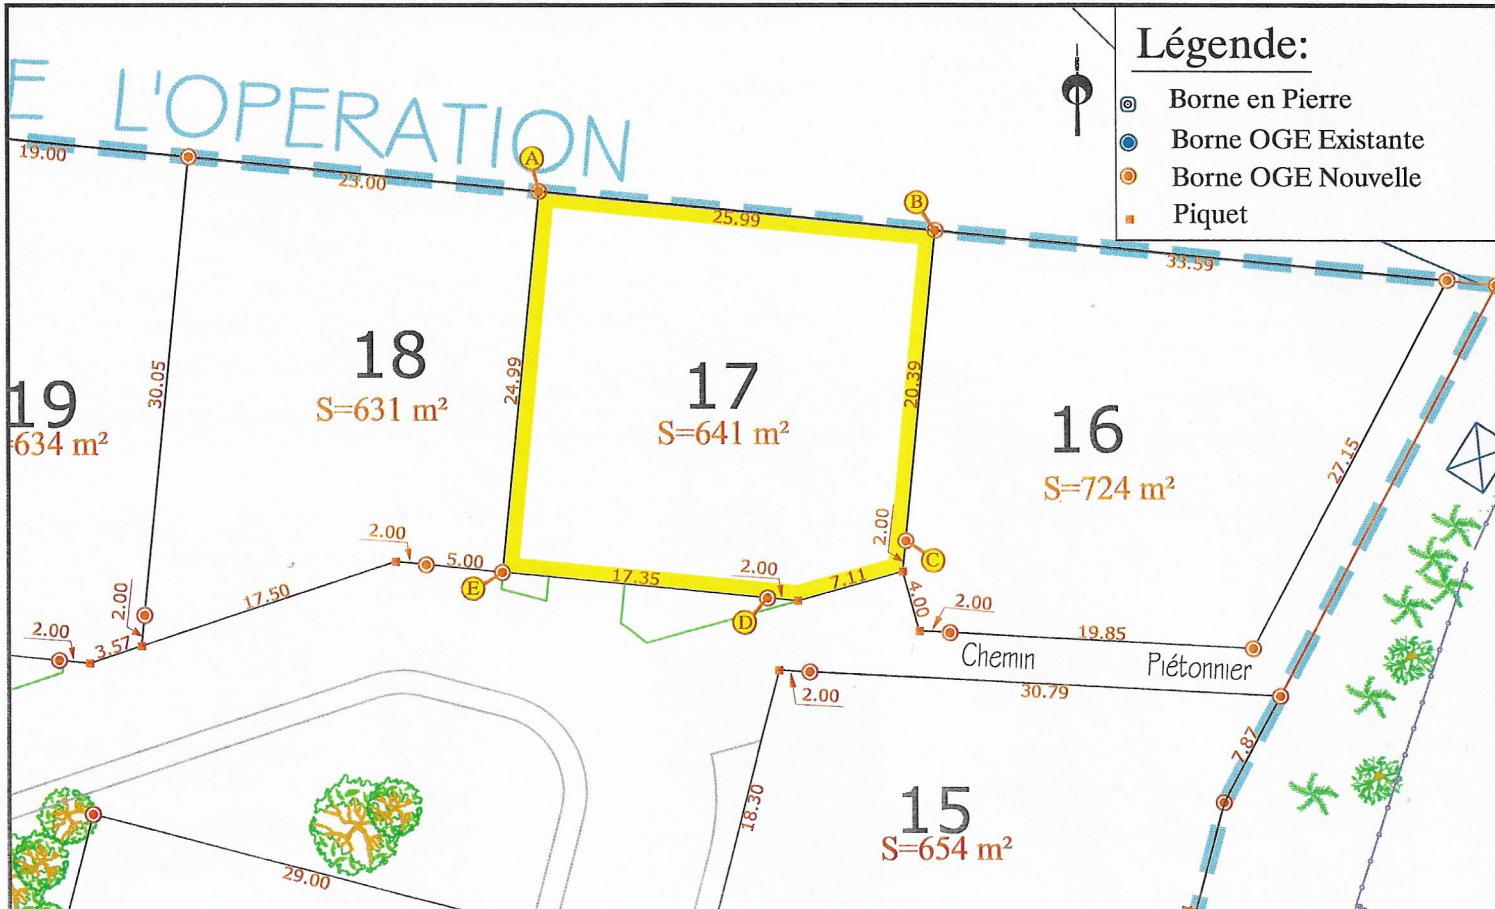 Légende:
Borne en Pierre
Borne OGE Existante
Borne OGE Nouvelle
Piquet
E L'OPERATION
19.00
23.00
A
25.99
B
33.59
30.05
24.99
20.39
27.15
18
S=631 m²
17
S=641 m²
19
634 m²
16
S=724 m²
2.00
5.00
E
17.35
2.00
D
7.11
2.00
C
4.00
2.00
19.85
Chemin Piétonnier
17.50
2.00
3.57
2.00
2.00
30.79
7.87
18.30
15
S=654 m²
29.00